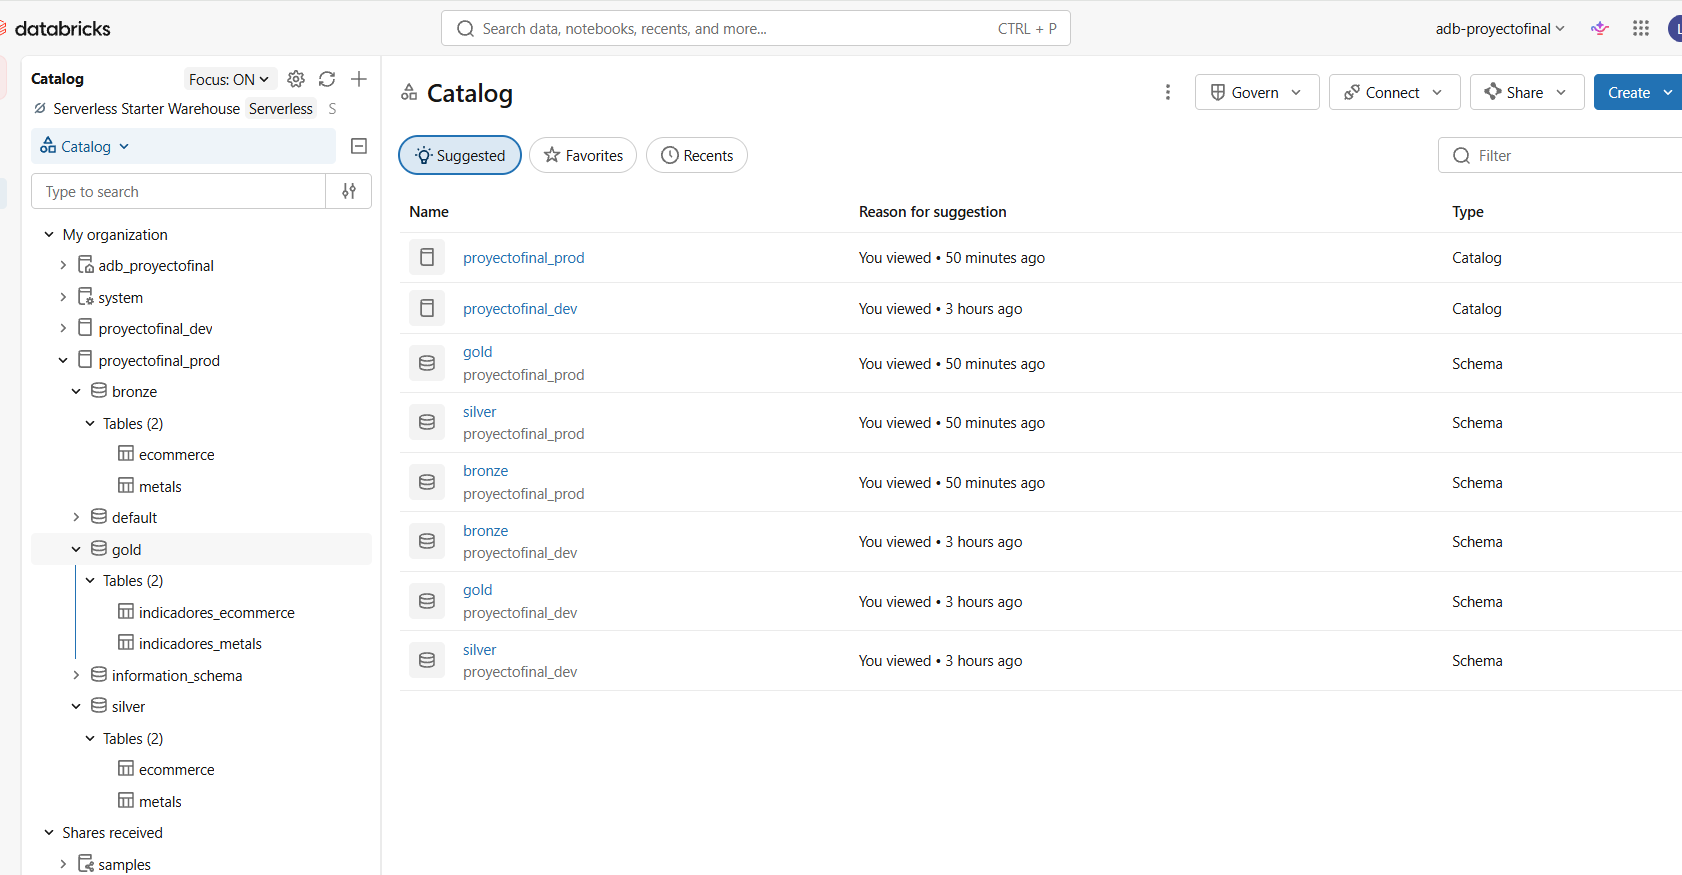 databricks
Search data, notebooks, recents, and more...
CTRL + P
adb-proyectofinal
L
Catalog
Focus: ON
Serverless Starter Warehouse
Serverless
S
Catalog
Type to search
My organization
adb_proyectofinal
system
proyectofinal_dev
proyectofinal_prod
bronze
Tables (2)
ecommerce
metals
default
gold
Tables (2)
indicadores_ecommerce
indicadores_metals
information_schema
silver
Tables (2)
ecommerce
metals
Shares received
samples
Catalog
Govern
Connect
Share
Create
Suggested
Favorites
Recents
Filter
Name
Reason for suggestion
Type
proyectofinal_prod
You viewed • 50 minutes ago
Catalog
proyectofinal_dev
You viewed • 3 hours ago
Catalog
gold
proyectofinal_prod
You viewed • 50 minutes ago
Schema
silver
proyectofinal_prod
You viewed • 50 minutes ago
Schema
bronze
proyectofinal_prod
You viewed • 50 minutes ago
Schema
bronze
proyectofinal_dev
You viewed • 3 hours ago
Schema
gold
proyectofinal_dev
You viewed • 3 hours ago
Schema
silver
proyectofinal_dev
You viewed • 3 hours ago
Schema